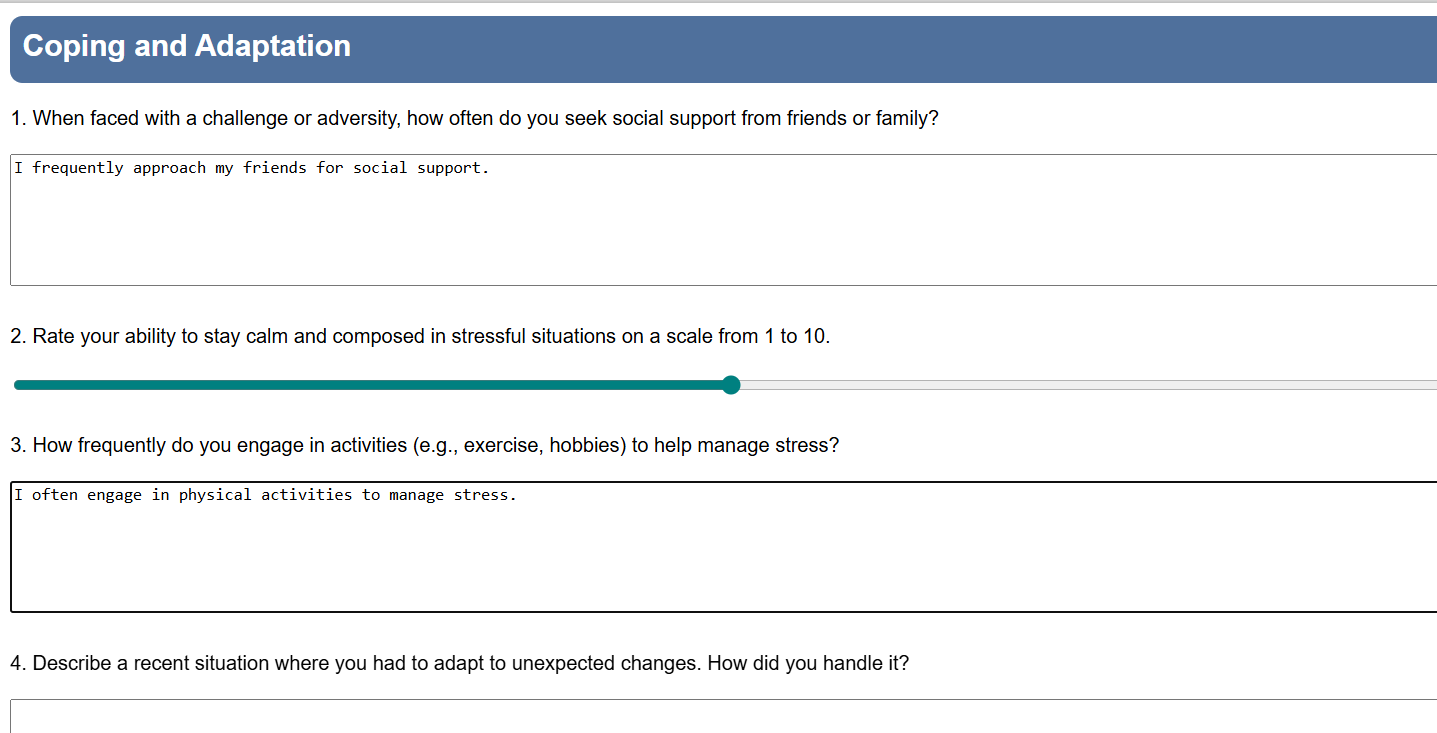 Coping and Adaptation
1. When faced with a challenge or adversity, how often do you seek social support from friends or family?
I frequently approach my friends for social support.
2. Rate your ability to stay calm and composed in stressful situations on a scale from 1 to 10.
3. How frequently do you engage in activities (e.g., exercise, hobbies) to help manage stress?
I often engage in physical activities to manage stress.
4. Describe a recent situation where you had to adapt to unexpected changes. How did you handle it?